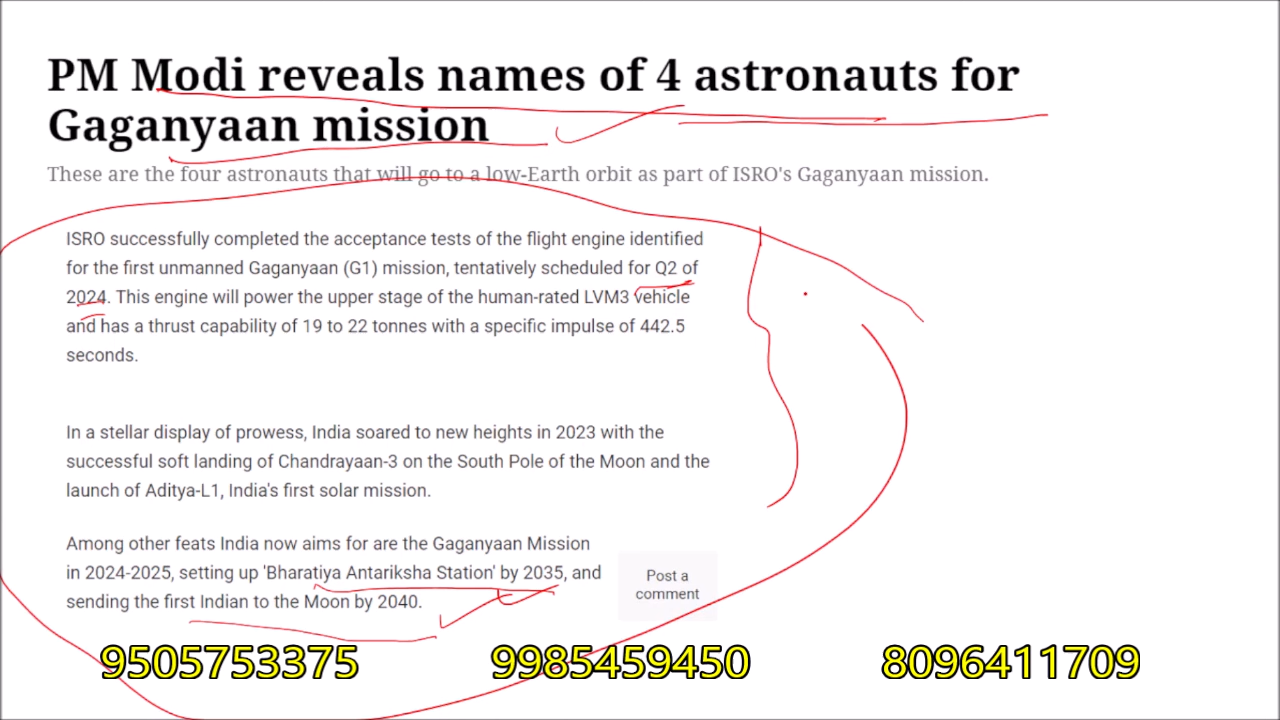 PM Modi reveals names of 4 astronauts for
Gaganyaan mission
These are the four astronauts that will go to a low-Earth orbit as part of ISRO's Gaganyaan mission.
ISRO successfully completed the acceptance tests of the flight engine identified
for the first unmanned Gaganyaan (G1) mission, tentatively scheduled for Q2 of
2024. This engine will power the upper stage of the human-rated LVM3 vehicle
and has a thrust capability of 19 to 22 tonnes with a specific impulse of 442.5
seconds.
In a stellar display of prowess, India soared to new heights in 2023 with the
successful soft landing of Chandrayaan-3 on the South Pole of the Moon and the
launch of Aditya-L1, India's first solar mission.
Among other feats India now aims for are the Gaganyaan Mission
in 2024-2025, setting up 'Bharatiya Antariksha Station' by 2035, and
sending the first Indian to the Moon by 2040.
Post a
comment
9505753375 9985459450 8096411709